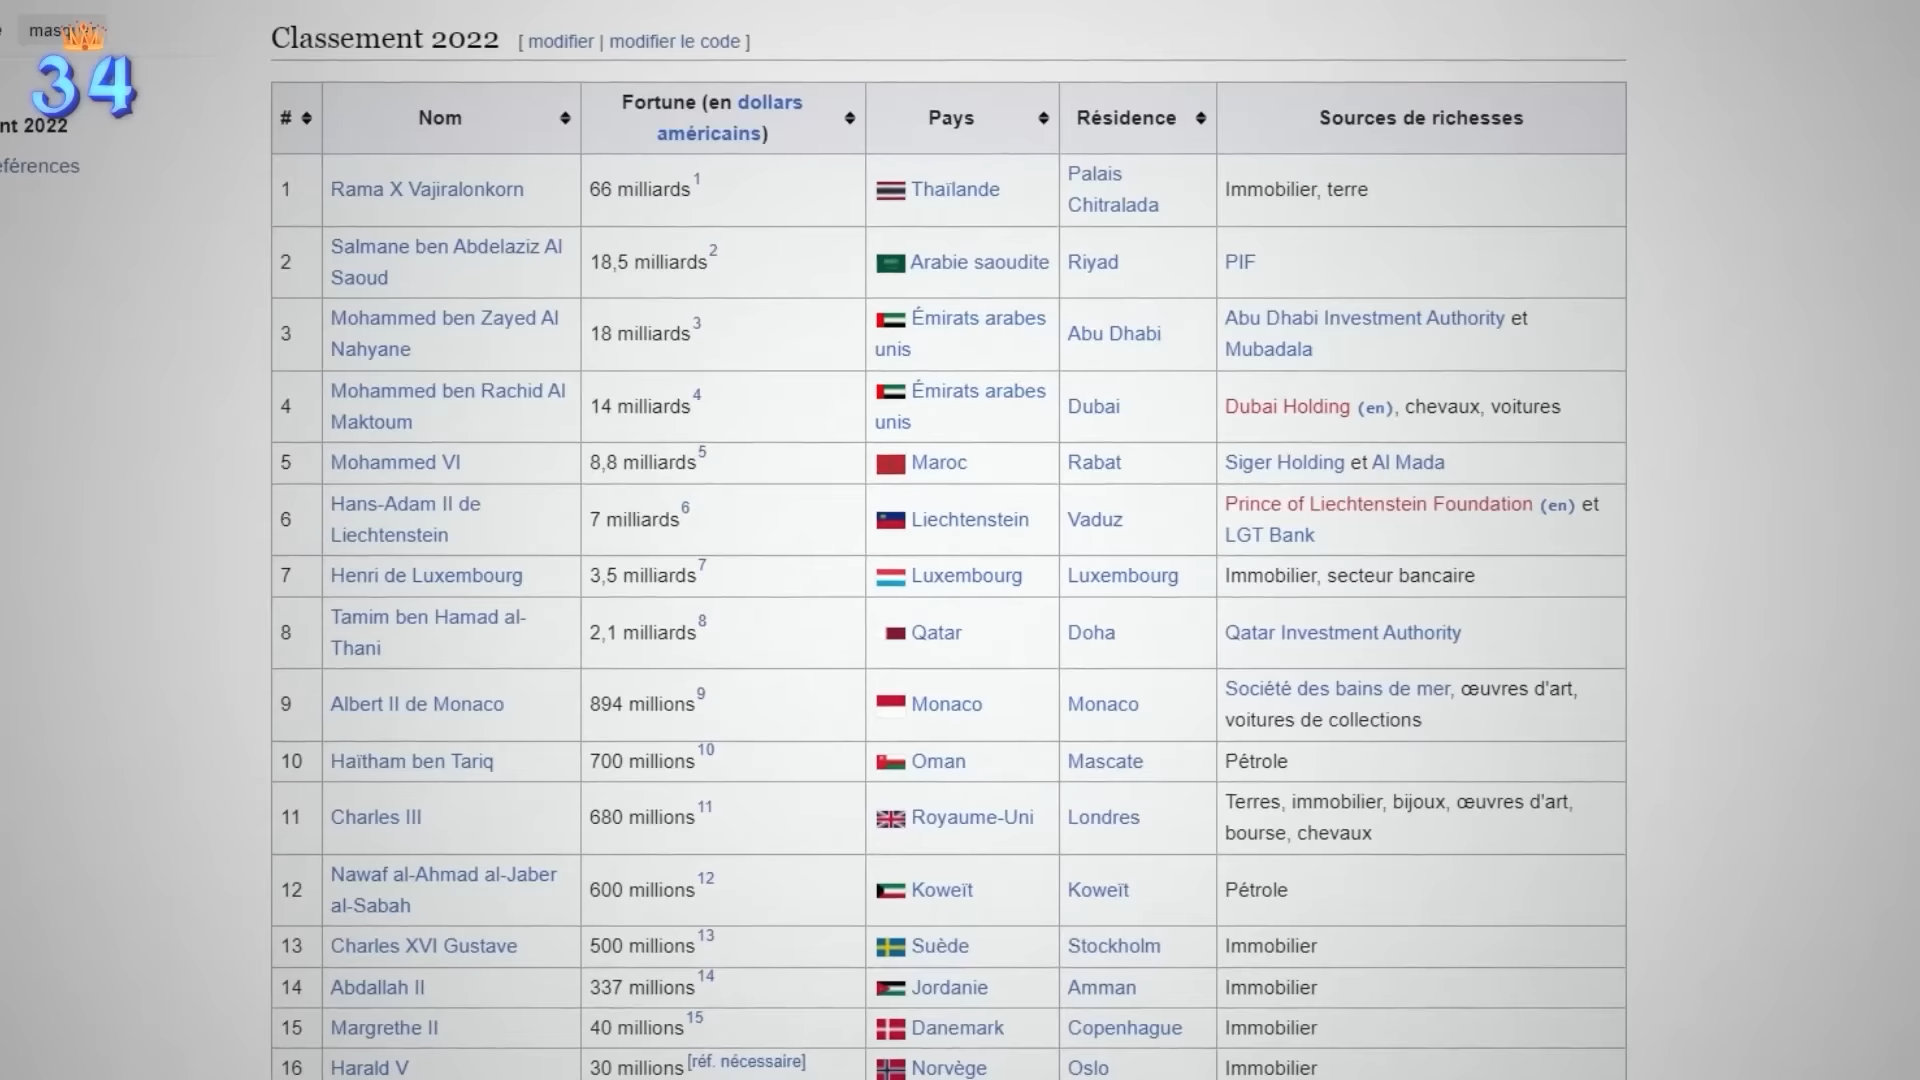 masquer
34
nt 2022
éférences
Classement 2022 [ modifier | modifier le code ]
# Nom Fortune (en dollars américains) Pays Résidence Sources de richesses
1 Rama X Vajiralonkorn 66 milliards 1 Thaïlande Palais Chitralada Immobilier, terre
2 Salmane ben Abdelaziz Al Saoud 18,5 milliards 2 Arabie saoudite Riyad PIF
3 Mohammed ben Zayed Al Nahyane 18 milliards 3 Émirats arabes unis Abu Dhabi Abu Dhabi Investment Authority et Mubadala
4 Mohammed ben Rachid Al Maktoum 14 milliards 4 Émirats arabes unis Dubai Dubai Holding (en), chevaux, voitures
5 Mohammed VI 8,8 milliards 5 Maroc Rabat Siger Holding et Al Mada
6 Hans-Adam II de Liechtenstein 7 milliards 6 Liechtenstein Vaduz Prince of Liechtenstein Foundation (en) et LGT Bank
7 Henri de Luxembourg 3,5 milliards 7 Luxembourg Luxembourg Immobilier, secteur bancaire
8 Tamim ben Hamad al-Thani 2,1 milliards 8 Qatar Doha Qatar Investment Authority
9 Albert II de Monaco 894 millions 9 Monaco Monaco Société des bains de mer, œuvres d'art, voitures de collections
10 Haïtham ben Tariq 700 millions 10 Oman Mascate Pétrole
11 Charles III 680 millions 11 Royaume-Uni Londres Terres, immobilier, bijoux, œuvres d'art, bourse, chevaux
12 Nawaf al-Ahmad al-Jaber al-Sabah 600 millions 12 Koweït Koweït Pétrole
13 Charles XVI Gustave 500 millions 13 Suède Stockholm Immobilier
14 Abdallah II 337 millions 14 Jordanie Amman Immobilier
15 Margrethe II 40 millions 15 Danemark Copenhague Immobilier
16 Harald V 30 millions [réf. nécessaire] Norvège Oslo Immobilier